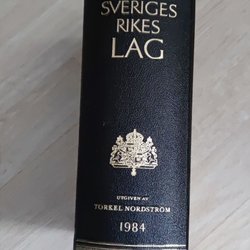 SVERIGES
RIKES
LAG
UTGIVEN AV
TORKEL NORDSTRÖM
1984